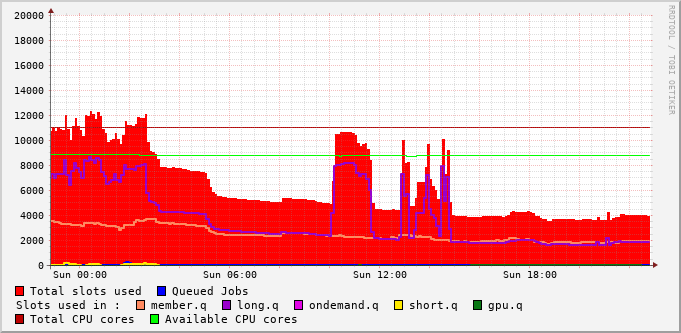 20000
18000
16000
14000
12000
10000
8000
6000
4000
2000
0
Sun 00:00 Sun 06:00 Sun 12:00 Sun 18:00
RRDTOOL / TOBI OETIKER
Total slots used Queued Jobs
Slots used in : member.q long.q ondemand.q short.q gpu.q
Total CPU cores Available CPU cores